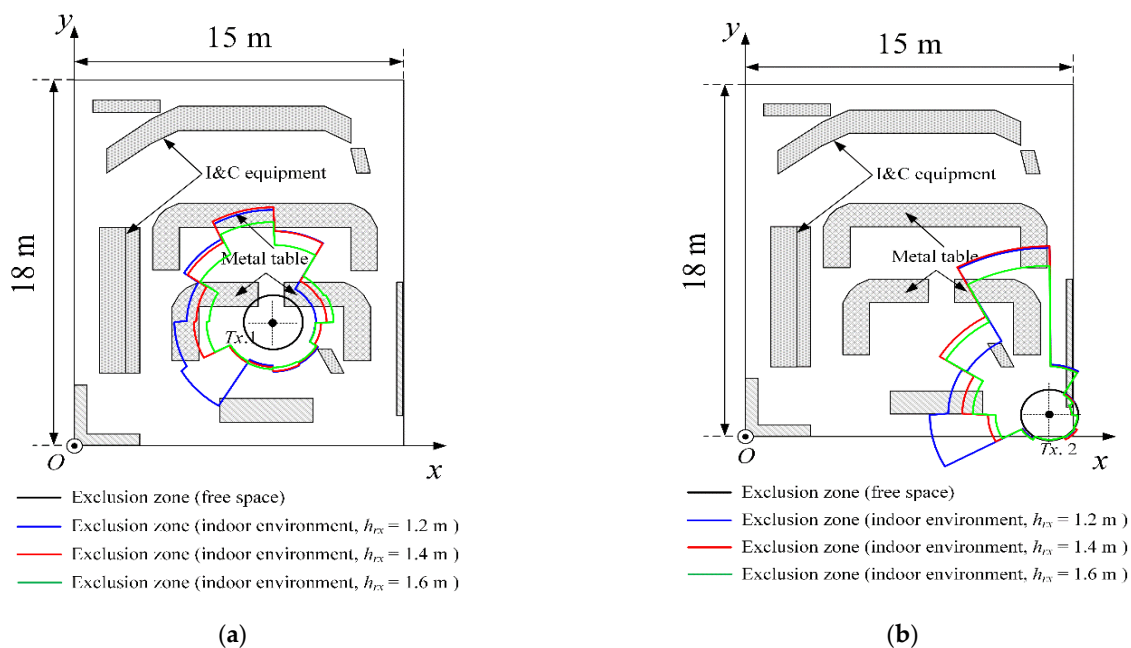 y
15 m
18 m
I&C equipment
Metal table
Tx. 1
O
x
Exclusion zone (free space)
Exclusion zone (indoor environment, hrx = 1.2 m )
Exclusion zone (indoor environment, hrx = 1.4 m )
Exclusion zone (indoor environment, hrx = 1.6 m )
(a)
y
15 m
18 m
I&C equipment
Metal table
Tx. 2
O
x
Exclusion zone (free space)
Exclusion zone (indoor environment, hrx = 1.2 m )
Exclusion zone (indoor environment, hrx = 1.4 m )
Exclusion zone (indoor environment, hrx = 1.6 m )
(b)